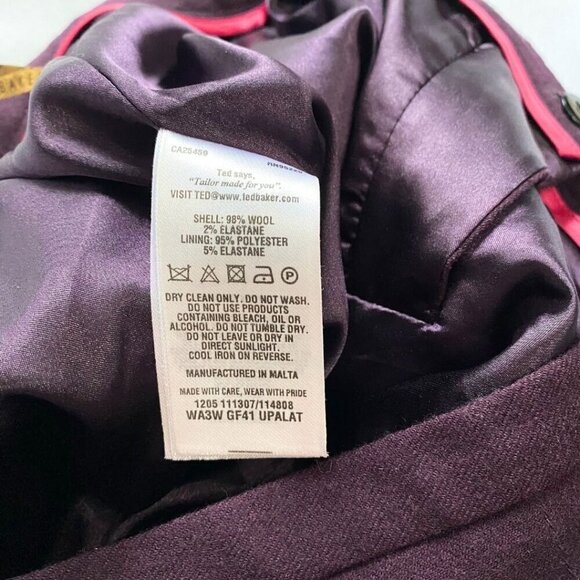 BAKE
CA25459
Ted says,
"Tailor made for you".
VISIT TED@www.tedbaker.com
SHELL: 98% WOOL
2% ELASTANE
LINING: 95% POLYESTER
5% ELASTANE
DRY CLEAN ONLY. DO NOT WASH.
DO NOT USE PRODUCTS
CONTAINING BLEACH, OIL OR
ALCOHOL. DO NOT TUMBLE DRY.
DO NOT LEAVE OR DRY IN
DIRECT SUNLIGHT.
COOL IRON ON REVERSE.
MANUFACTURED IN MALTA
MADE WITH CARE, WEAR WITH PRIDE
1205 111307/114808
WA3W GF41 UPALAT